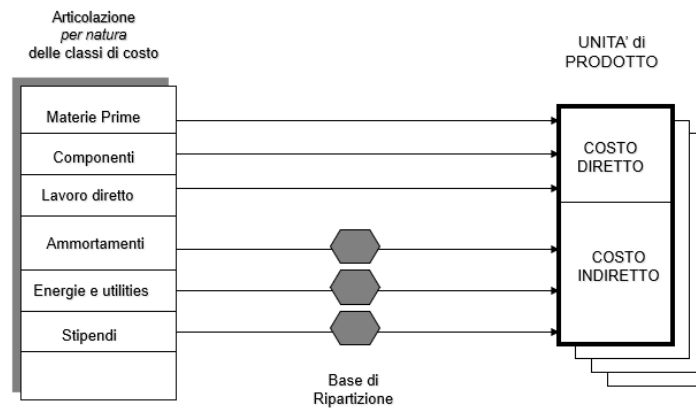 Articolazione
per natura
delle classi di costo
UNITA' di
PRODOTTO
Materie Prime
Componenti
Lavoro diretto
Ammortamenti
Energie e utilities
Stipendi
COSTO
DIRETTO
COSTO
INDIRETTO
Base di
Ripartizione